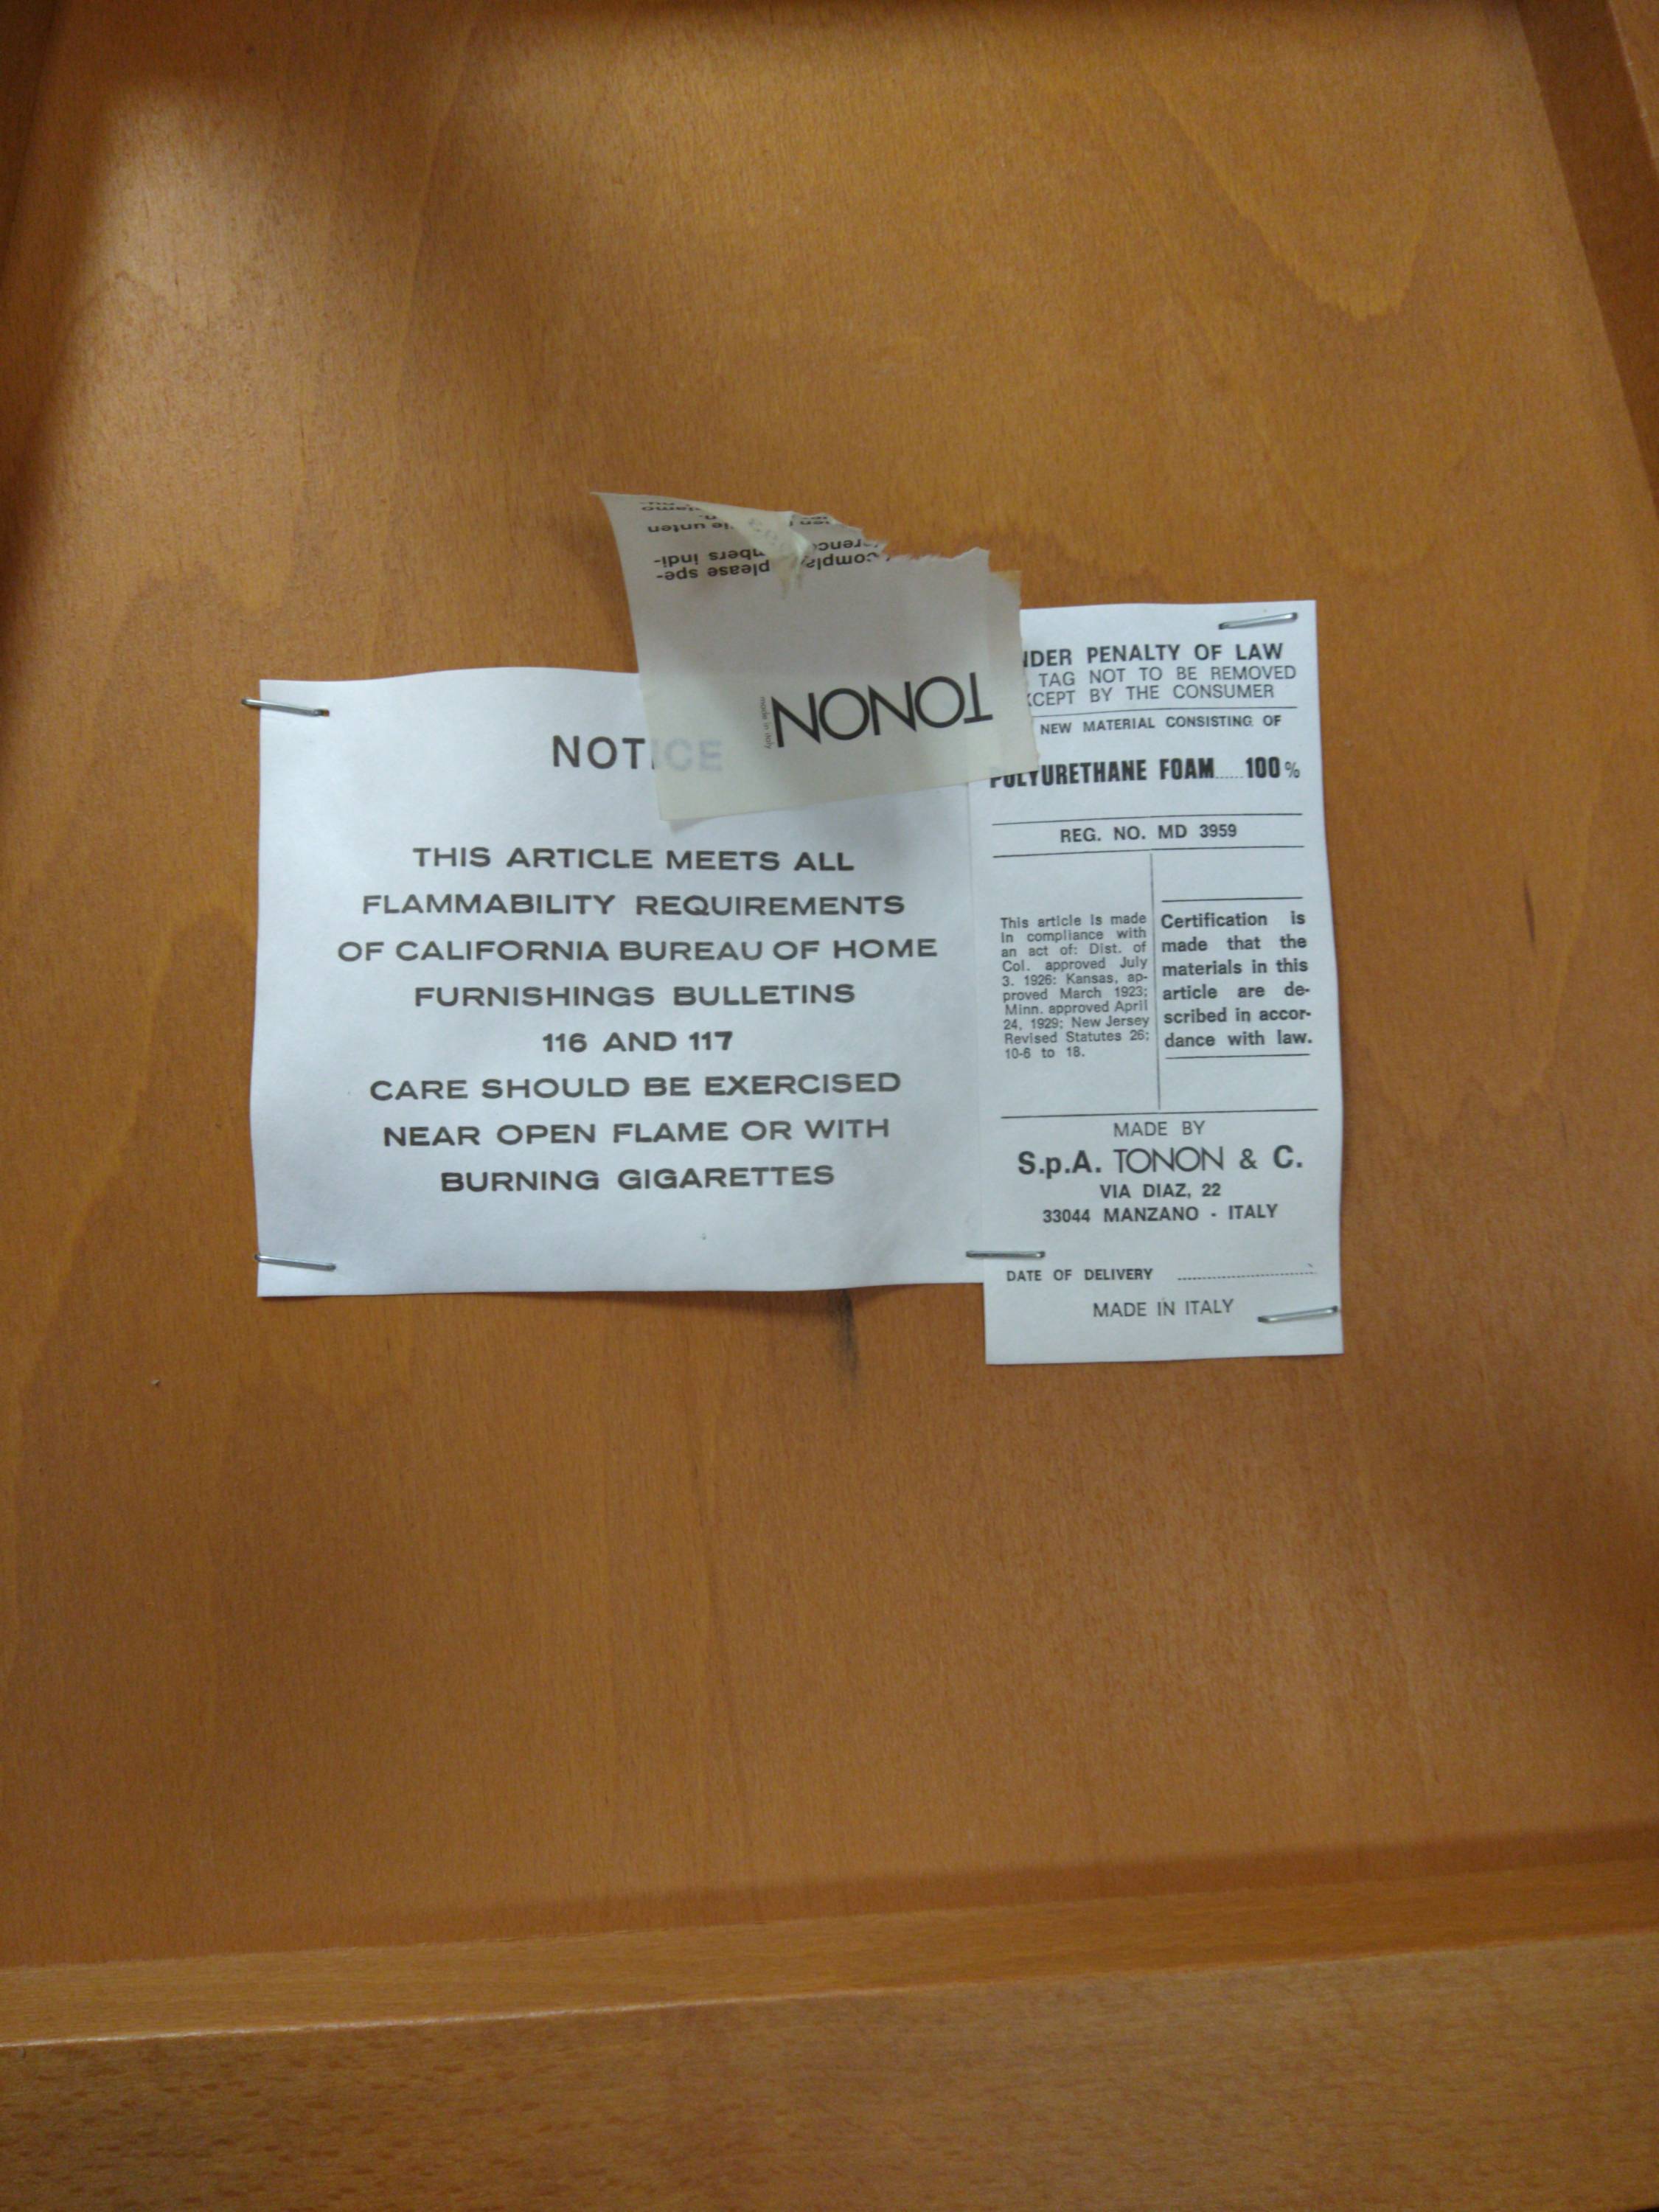 unten
please spe-
mbers indi-
TONON
made in italy
NOTICE
THIS ARTICLE MEETS ALL
FLAMMABILITY REQUIREMENTS
OF CALIFORNIA BUREAU OF HOME
FURNISHINGS BULLETINS
116 AND 117
CARE SHOULD BE EXERCISED
NEAR OPEN FLAME OR WITH
BURNING GIGARETTES
NDER PENALTY OF LAW
TAG NOT TO BE REMOVED
XCEPT BY THE CONSUMER
NEW MATERIAL CONSISTING OF
POLYURETHANE FOAM 100%
REG. NO. MD 3959
This article is made
in compliance with
an act of: Dist. of
Col. approved July
3. 1926: Kansas, ap-
proved March 1923;
Minn. approved April
24, 1929; New Jersey
Revised Statutes 26;
10-6 to 18.
Certification is
made that the
materials in this
article are de-
scribed in accor-
dance with law.
MADE BY
S.p.A. TONON & C.
VIA DIAZ, 22
33044 MANZANO - ITALY
DATE OF DELIVERY
MADE IN ITALY